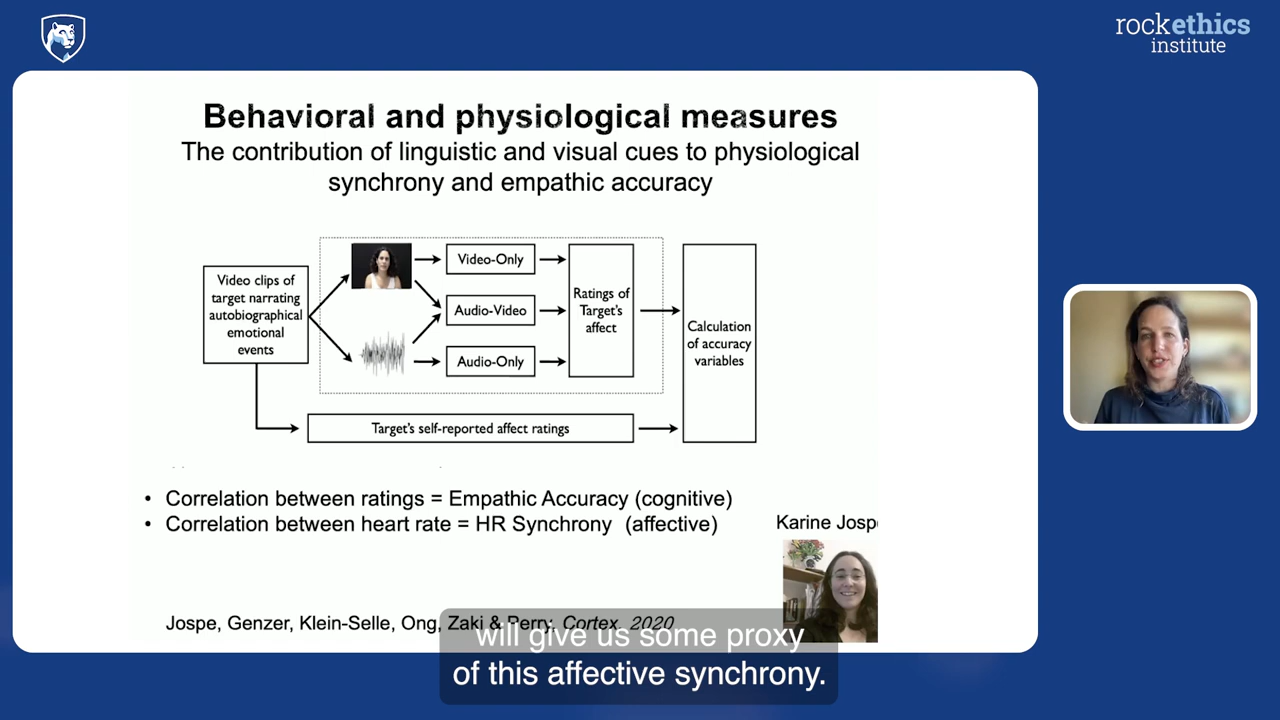 rockethics
institute
Behavioral and physiological measures
The contribution of linguistic and visual cues to physiological
synchrony and empathic accuracy
Video clips of
target narrating
autobiographical
emotional
events
Video-Only
Audio-Video
Audio-Only
Ratings of
Target's
affect
Calculation
of accuracy
variables
Target's self-reported affect ratings
• Correlation between ratings = Empathic Accuracy (cognitive)
• Correlation between heart rate = HR Synchrony (affective)
Karine Jospe
Jospe, Genzer, Klein-Selle, Ong, Zaki & Perry, Cortex, 2020
will give us some proxy
of this affective synchrony.